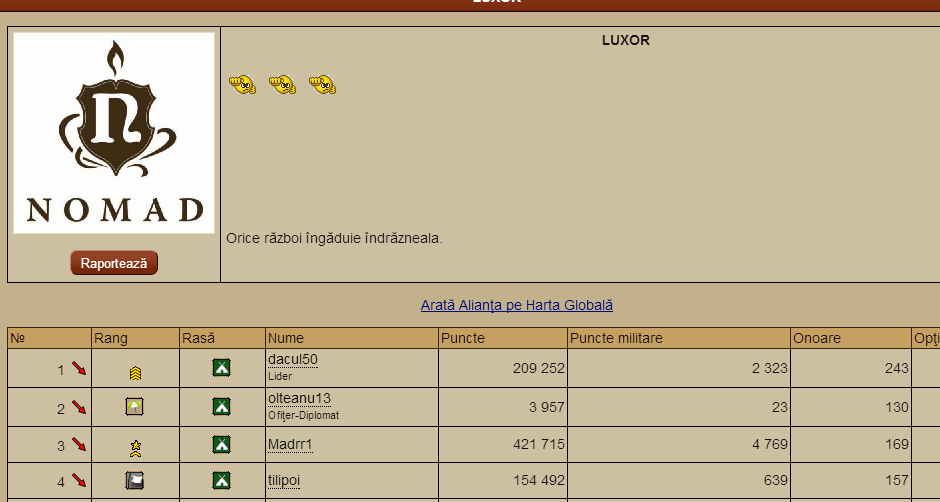 LUXOR
LUXOR
n
NOMAD
Raportează
Orice război îngăduie îndrăzneala.
Arată Alianţa pe Harta Globală
№ Rang Rasă Nume Puncte Puncte militare Onoare Opţi
1 dacul50 209 252 2 323 243
Lider
2 olteanu13 3 957 23 130
Ofiţer-Diplomat
3 Madrr1 421 715 4 769 169
4 tilipoi 154 492 639 157